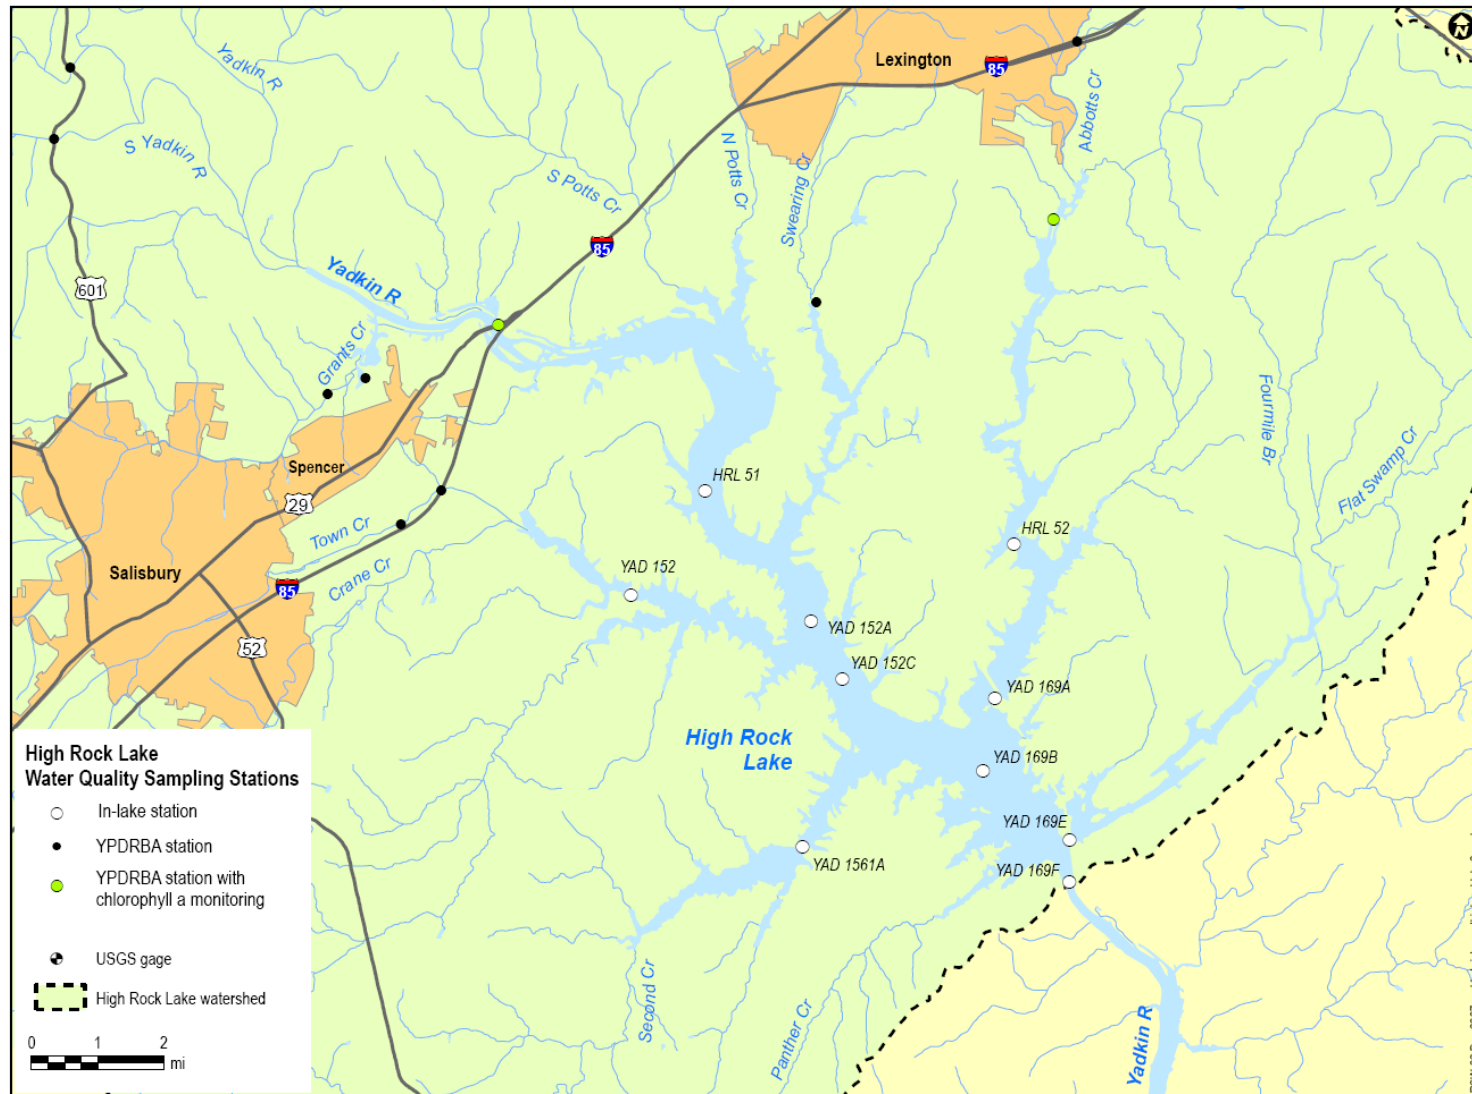 Lexington
85
Yadkin R
S Yadkin R
Abbotts Cr
N Potts Cr
S Potts Cr
Swearing Cr
85
601
Yadkin R
Grants Cr
Fourmile Br
Flat Swamp Cr
Spencer
HRL 51
29
Town Cr
HRL 52
Salisbury
YAD 152
85
Crane Cr
YAD 152A
52
YAD 152C
YAD 169A
High Rock
Lake
YAD 169B
YAD 169E
YAD 1561A
YAD 169F
Second Cr
Panther Cr
Yadkin R
High Rock Lake
Water Quality Sampling Stations
In-lake station
YPDRBA station
YPDRBA station with
chlorophyll a monitoring
USGS gage
High Rock Lake watershed
0 1 2
mi
N